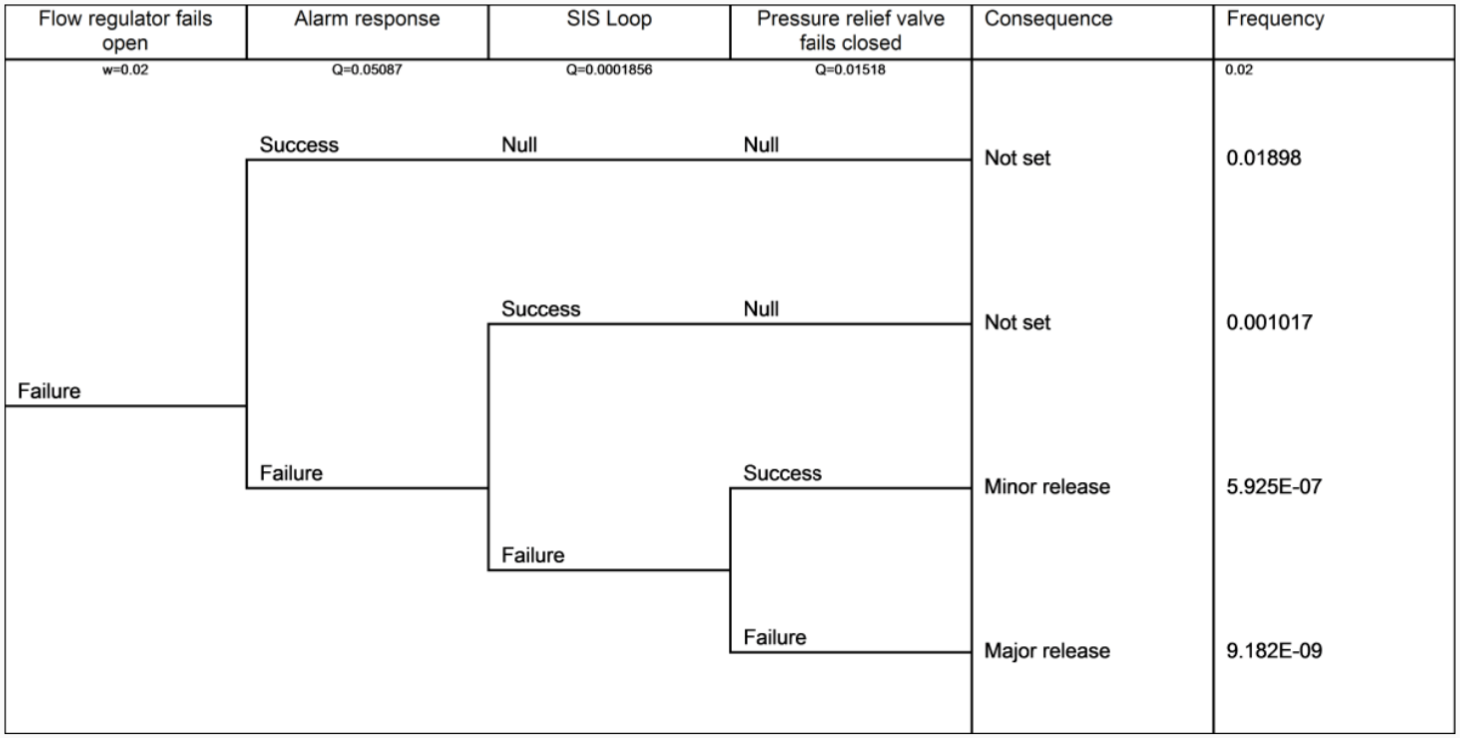 Flow regulator fails
open
Alarm response
SIS Loop
Pressure relief valve
fails closed
Consequence
Frequency
w=0.02
Q=0.05087
Q=0.0001856
Q=0.01518
0.02
Success
Null
Null
Not set
0.01898
Success
Null
Not set
0.001017
Failure
Failure
Success
Minor release
5.925E-07
Failure
Failure
Major release
9.182E-09